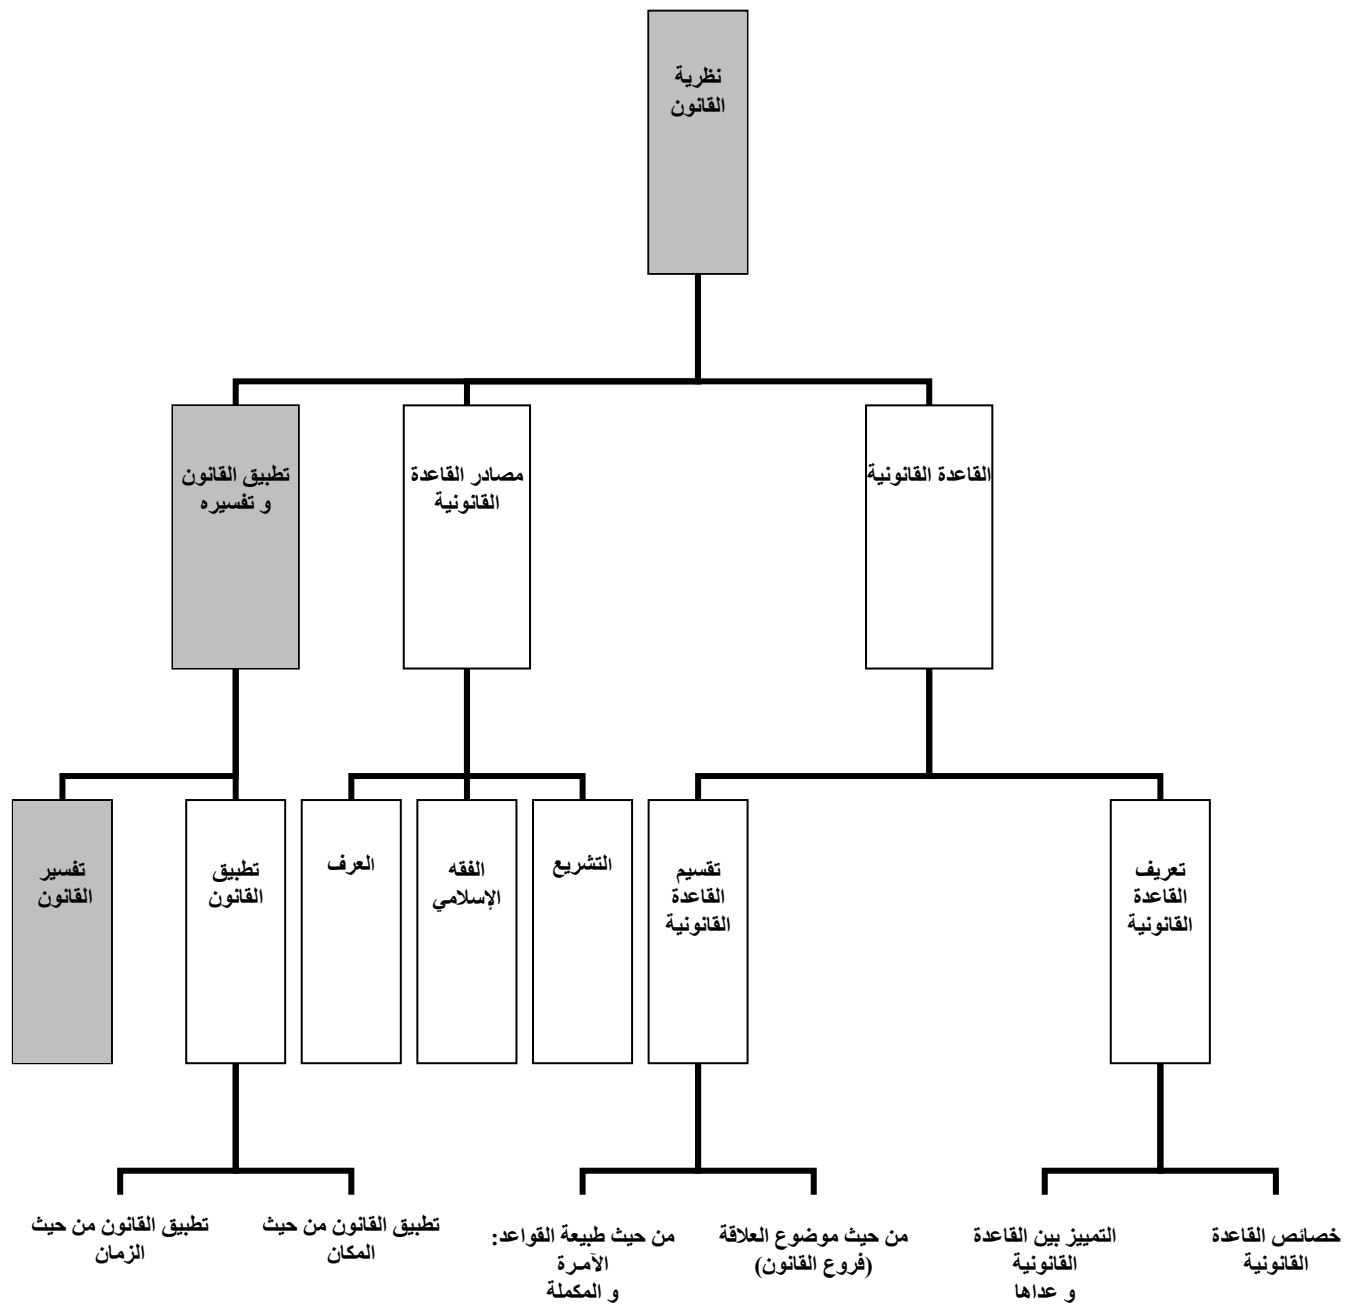 نظرية
القانون
القاعدة القانونية
مصادر القاعدة
القانونية
تطبيق القانون
و تفسيره
تعريف
القاعدة
القانونية
تقسيم
القاعدة
القانونية
التشريع
الفقه
الإسلامي
العرف
تطبيق
القانون
تفسير
القانون
خصائص القاعدة
القانونية
التمييز بين القاعدة
القانونية
و عداها
من حيث موضوع العلاقة
(فروع القانون)
من حيث طبيعة القواعد:
الآمـرة
و المكملة
تطبيق القانون من حيث
المكان
تطبيق القانون من حيث
الزمان